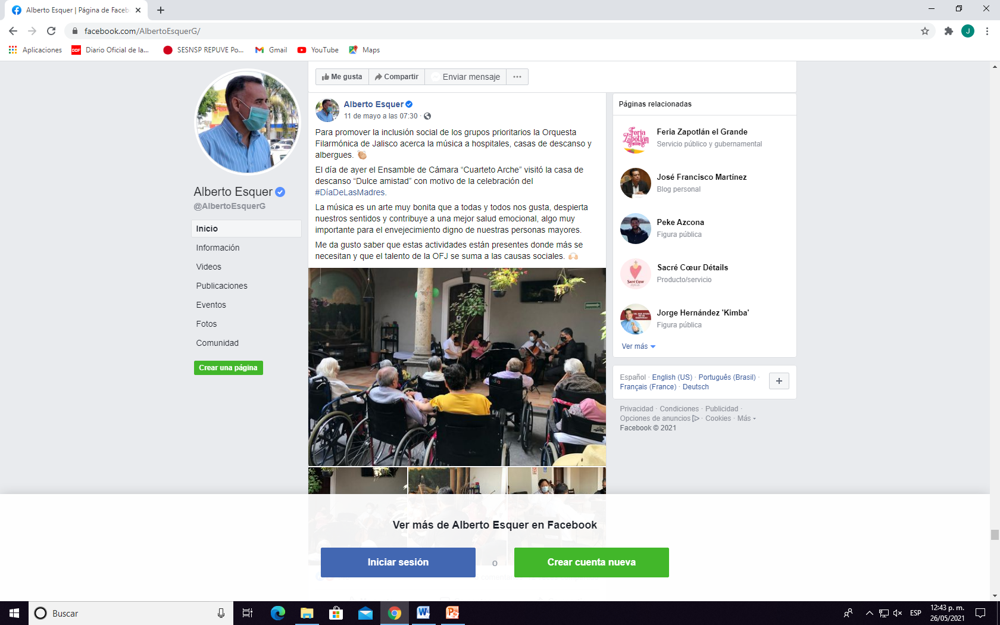 Alberto Esquer | Página de Faceb
facebook.com/AlbertoEsquerG/
J
Aplicaciones
DOF
Diario Oficial de la...
SESNSP REPUVE Po...
Gmail
YouTube
Maps
Me gusta
Compartir
Enviar mensaje
Alberto Esquer
@AlbertoEsquerG
Inicio
Información
Videos
Publicaciones
Eventos
Fotos
Comunidad
Crear una página
Alberto Esquer
11 de mayo a las 07:30 ·
Para promover la inclusión social de los grupos prioritarios la Orquesta
Filarmónica de Jalisco acerca la música a hospitales, casas de descanso y
albergues. 👏🏼
El día de ayer el Ensamble de Cámara “Cuarteto Arche” visitó la casa de
descanso “Dulce amistad” con motivo de la celebración del
#DíaDeLasMadres.
La música es un arte muy bonita que a todas y todos nos gusta, despierta
nuestros sentidos y contribuye a una mejor salud emocional, algo muy
importante para el envejecimiento digno de nuestras personas mayores.
Me da gusto saber que estas actividades están presentes donde más se
necesitan y que el talento de la OFJ se suma a las causas sociales. 🙌🏻
Páginas relacionadas
Feria
Zapotlán
Feria Zapotlán el Grande
Servicio público y gubernamental
José Francisco Martínez
Blog personal
Peke Azcona
Figura pública
Sacré Cœur
Sacré Cœur Détails
Producto/servicio
Jorge Hernández 'Kimba'
Figura pública
Ver más
Español · English (US) · Português (Brasil) ·
Français (France) · Deutsch
Privacidad · Condiciones · Publicidad ·
Opciones de anuncios · Cookies · Más
Facebook © 2021
Ver más de Alberto Esquer en Facebook
Iniciar sesión
o
Crear cuenta nueva
Buscar
ESP
12:43 p. m.
26/05/2021